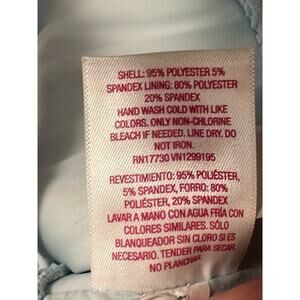 SHELL: 95% POLYESTER 5%
SPANDEX LINING: 80% POLYESTER
20% SPANDEX
HAND WASH COLD WITH LIKE
COLORS. ONLY NON-CHLORINE
BLEACH IF NEEDED. LINE DRY. DO
NOT IRON.
RN17730 VN1299195
REVESTIMIENTO: 95% POLIÉSTER,
5% SPANDEX, FORRO: 80%
POLIÉSTER, 20% SPANDEX
LAVAR A MANO CON AGUA FRÍA CON
COLORES SIMILARES. SÓLO
BLANQUEADOR SIN CLORO SI ES
NECESARIO. TENDER PARA SECAR.
NO PLANCHAR.